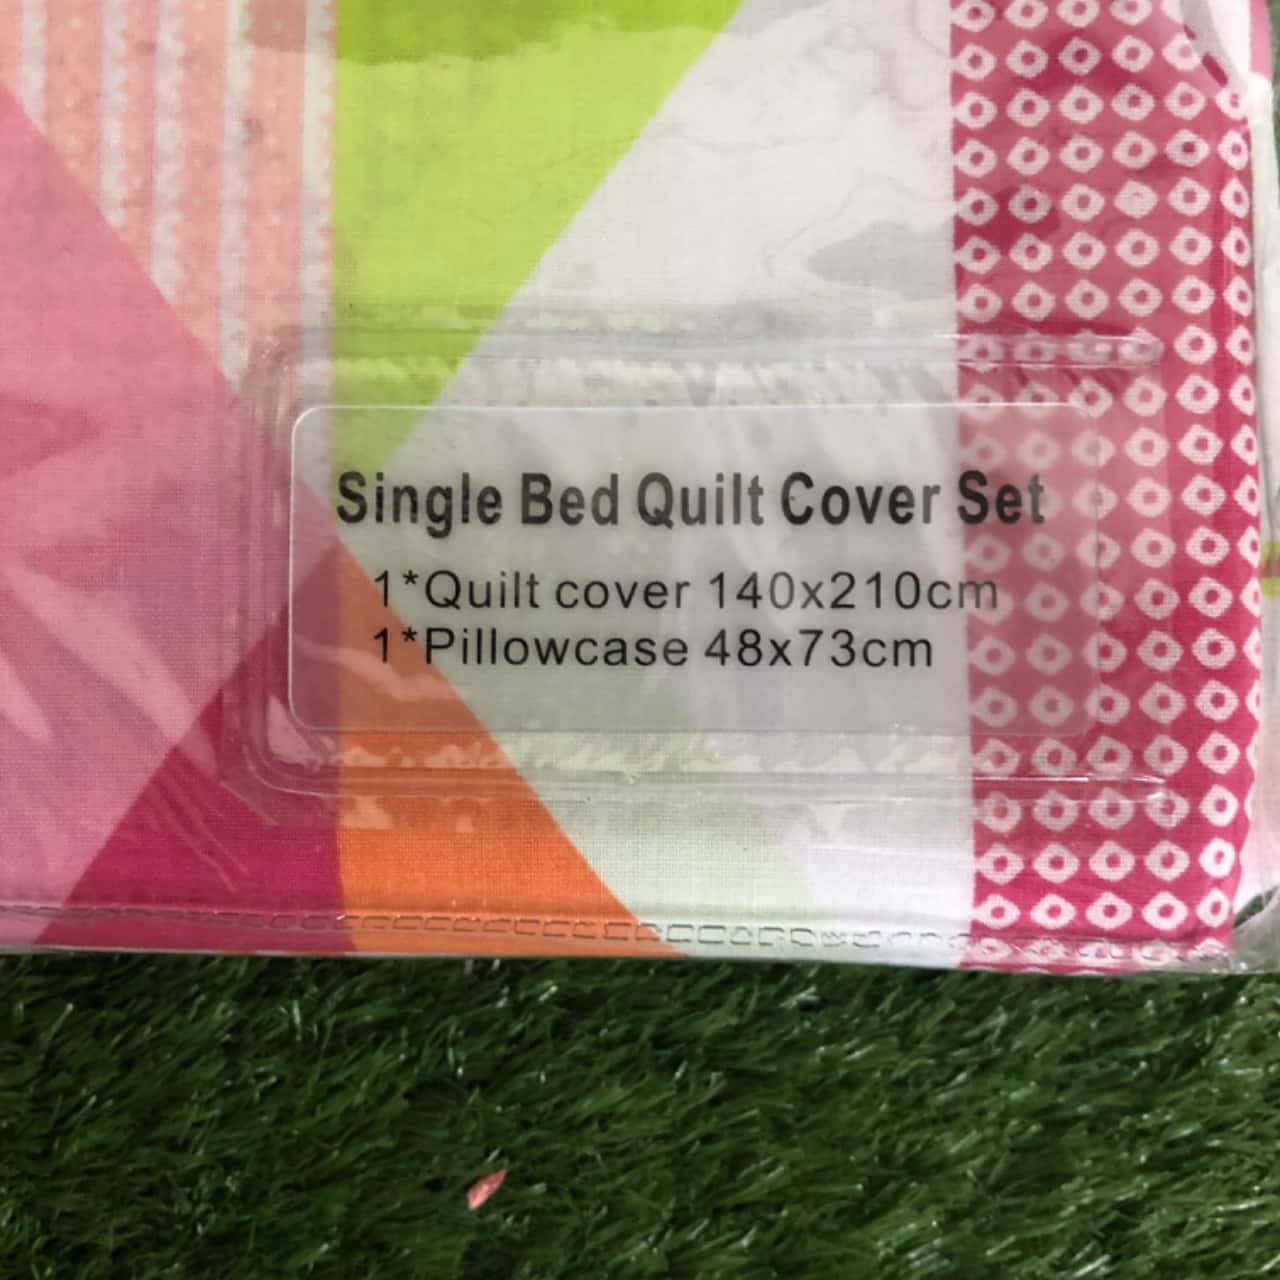 Single Bed Quilt Cover Set
1*Quilt cover 140x210cm
1*Pillowcase 48x73cm